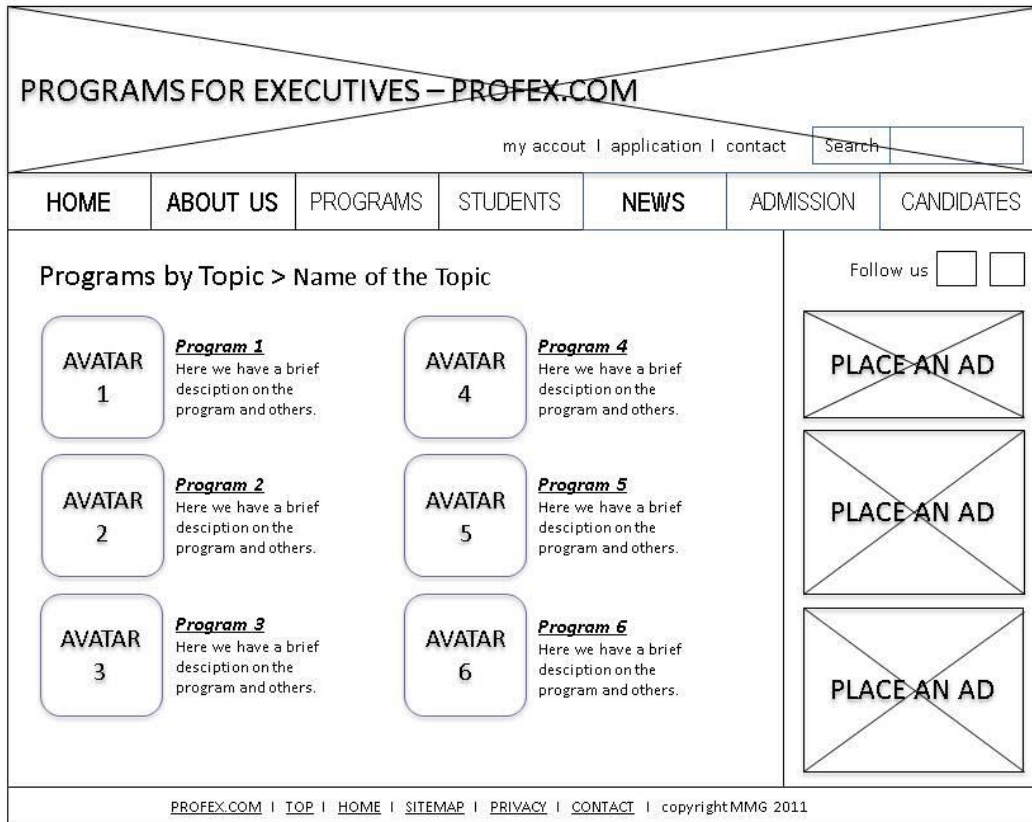 PROGRAMS FOR EXECUTIVES – PROFEX.COM
my accout I application I contact Search
HOME ABOUT US PROGRAMS STUDENTS NEWS ADMISSION CANDIDATES
Programs by Topic > Name of the Topic
AVATAR 1
Program 1
Here we have a brief
desciption on the
program and others.
AVATAR 2
Program 2
Here we have a brief
desciption on the
program and others.
AVATAR 3
Program 3
Here we have a brief
desciption on the
program and others.
AVATAR 4
Program 4
Here we have a brief
desciption on the
program and others.
AVATAR 5
Program 5
Here we have a brief
desciption on the
program and others.
AVATAR 6
Program 6
Here we have a brief
desciption on the
program and others.
Follow us
PLACE AN AD
PLACE AN AD
PLACE AN AD
PROFEX.COM I TOP I HOME I SITEMAP I PRIVACY I CONTACT I copyright MMG 2011